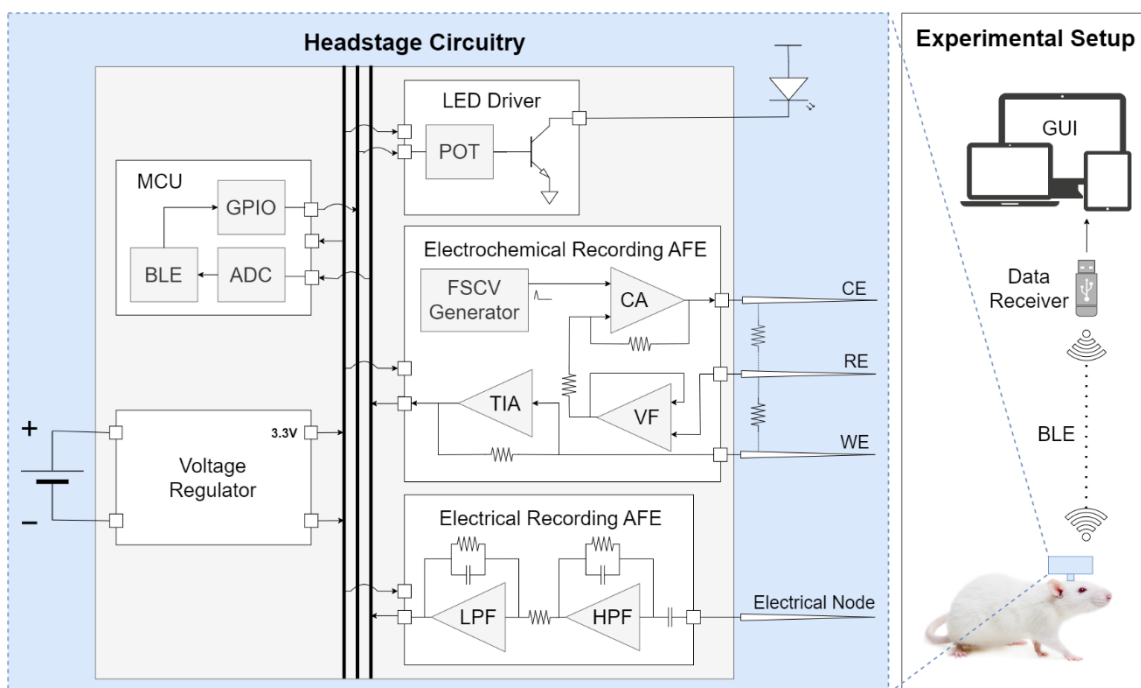 Headstage Circuitry
Experimental Setup
LED Driver
POT
MCU
GPIO
BLE
ADC
Electrochemical Recording AFE
FSCV
Generator
CA
CE
RE
TIA
VF
WE
+
3.3V
Voltage
Regulator
−
Electrical Recording AFE
LPF
HPF
Electrical Node
GUI
Data
Receiver
BLE